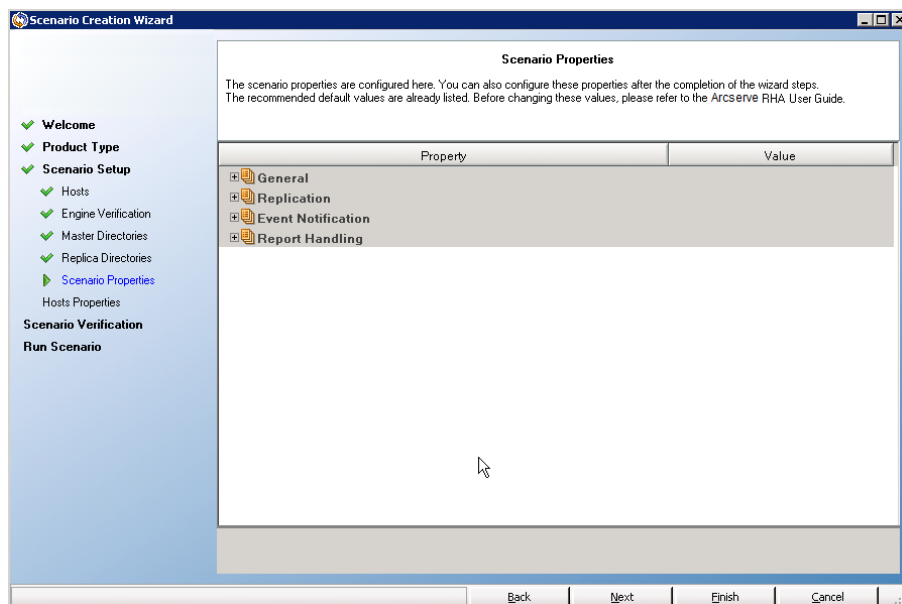 Scenario Creation Wizard
Welcome
Product Type
Scenario Setup
Hosts
Engine Verification
Master Directories
Replica Directories
Scenario Properties
Hosts Properties
Scenario Verification
Run Scenario
Scenario Properties
The scenario properties are configured here. You can also configure these properties after the completion of the wizard steps.
The recommended default values are already listed. Before changing these values, please refer to the Arcserve RHA User Guide.
Property Value
General
Replication
Event Notification
Report Handling
Back Next Finish Cancel